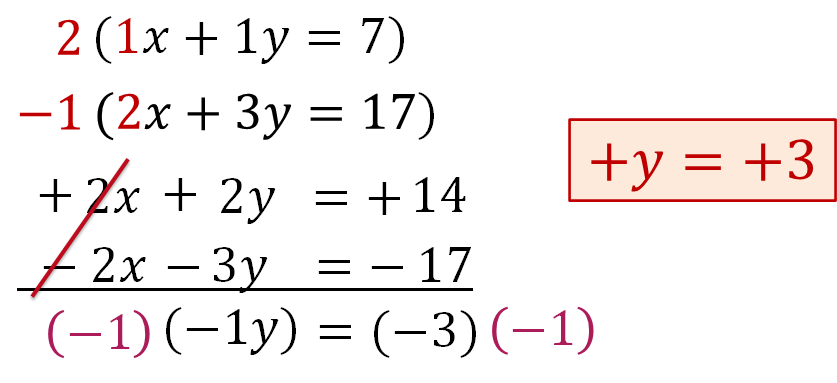 2 (1x + 1y = 7)
−1 (2x + 3y = 17)
+ 2x + 2y = + 14
− 2x − 3y = − 17
(−1) (−1y) = (−3) (−1)
+y = +3